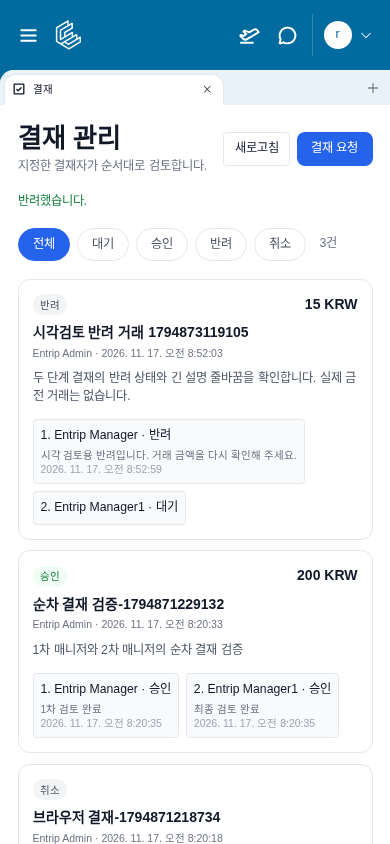 r
결재
결재 관리
지정한 결재자가 순서대로 검토합니다.
새로고침
결재 요청
반려했습니다.
전체
대기
승인
반려
취소
3건
반려
15 KRW
시각검토 반려 거래 1794873119105
Entrip Admin · 2026. 11. 17. 오전 8:52:03
두 단계 결재의 반려 상태와 긴 설명 줄바꿈을 확인합니다. 실제 금
전 거래는 없습니다.
1. Entrip Manager · 반려
시각 검토용 반려입니다. 거래 금액을 다시 확인해 주세요.
2026. 11. 17. 오전 8:52:59
2. Entrip Manager1 · 대기
승인
200 KRW
순차 결재 검증-1794871229132
Entrip Admin · 2026. 11. 17. 오전 8:20:33
1차 매니저와 2차 매니저의 순차 결재 검증
1. Entrip Manager · 승인
1차 검토 완료
2026. 11. 17. 오전 8:20:35
2. Entrip Manager1 · 승인
최종 검토 완료
2026. 11. 17. 오전 8:20:35
취소
브라우저 결재-1794871218734
Entrip Admin · 2026. 11. 17. 오전 8:20:18